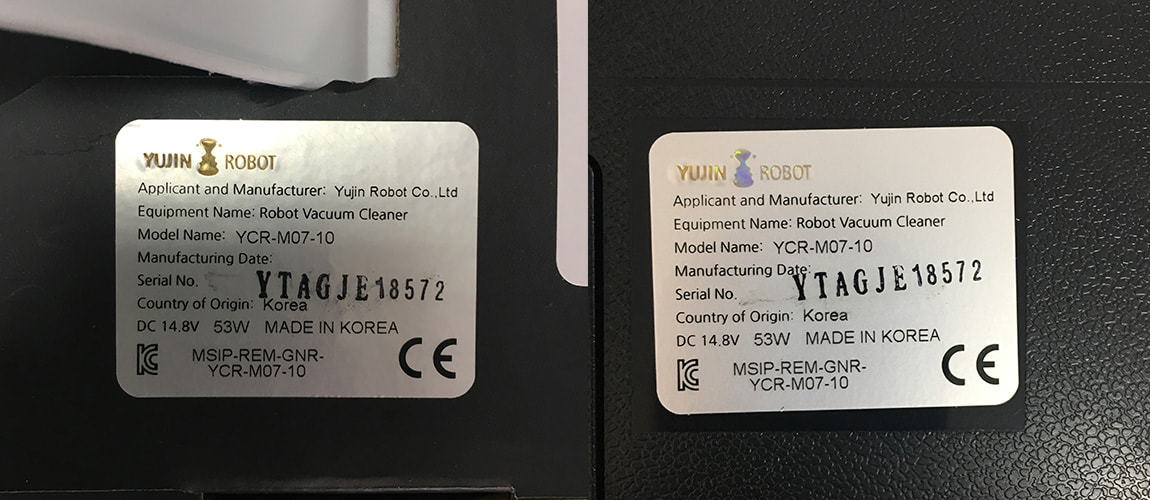 YUJIN ROBOT
Applicant and Manufacturer: Yujin Robot Co.,Ltd
Equipment Name: Robot Vacuum Cleaner
Model Name: YCR-M07-10
Manufacturing Date:
Serial No. YTAGJE18572
Country of Origin: Korea
DC 14.8V 53W MADE IN KOREA
MSIP-REM-GNR-
YCR-M07-10
CE
YUJIN ROBOT
Applicant and Manufacturer: Yujin Robot Co.,Ltd
Equipment Name: Robot Vacuum Cleaner
Model Name: YCR-M07-10
Manufacturing Date:
Serial No. YTAGJE18572
Country of Origin: Korea
DC 14.8V 53W MADE IN KOREA
MSIP-REM-GNR-
YCR-M07-10
CE